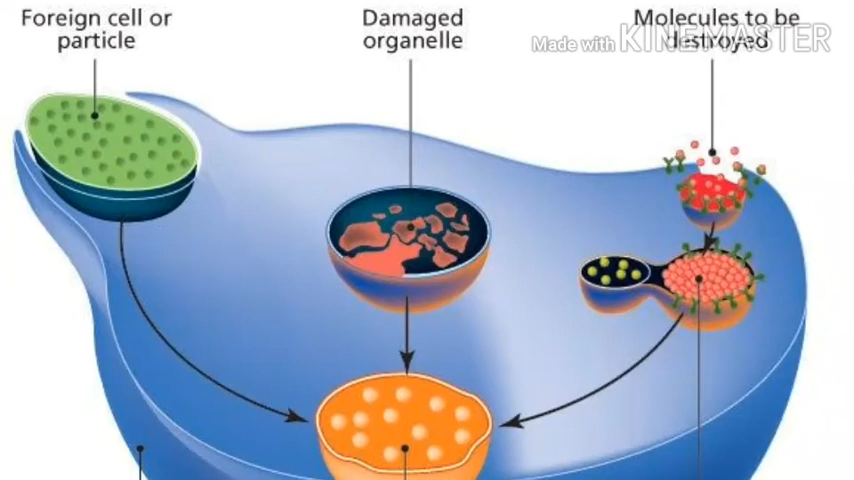 Foreign cell or
particle
Damaged
organelle
Molecules to be
destroyed
Made with KINEMASTER